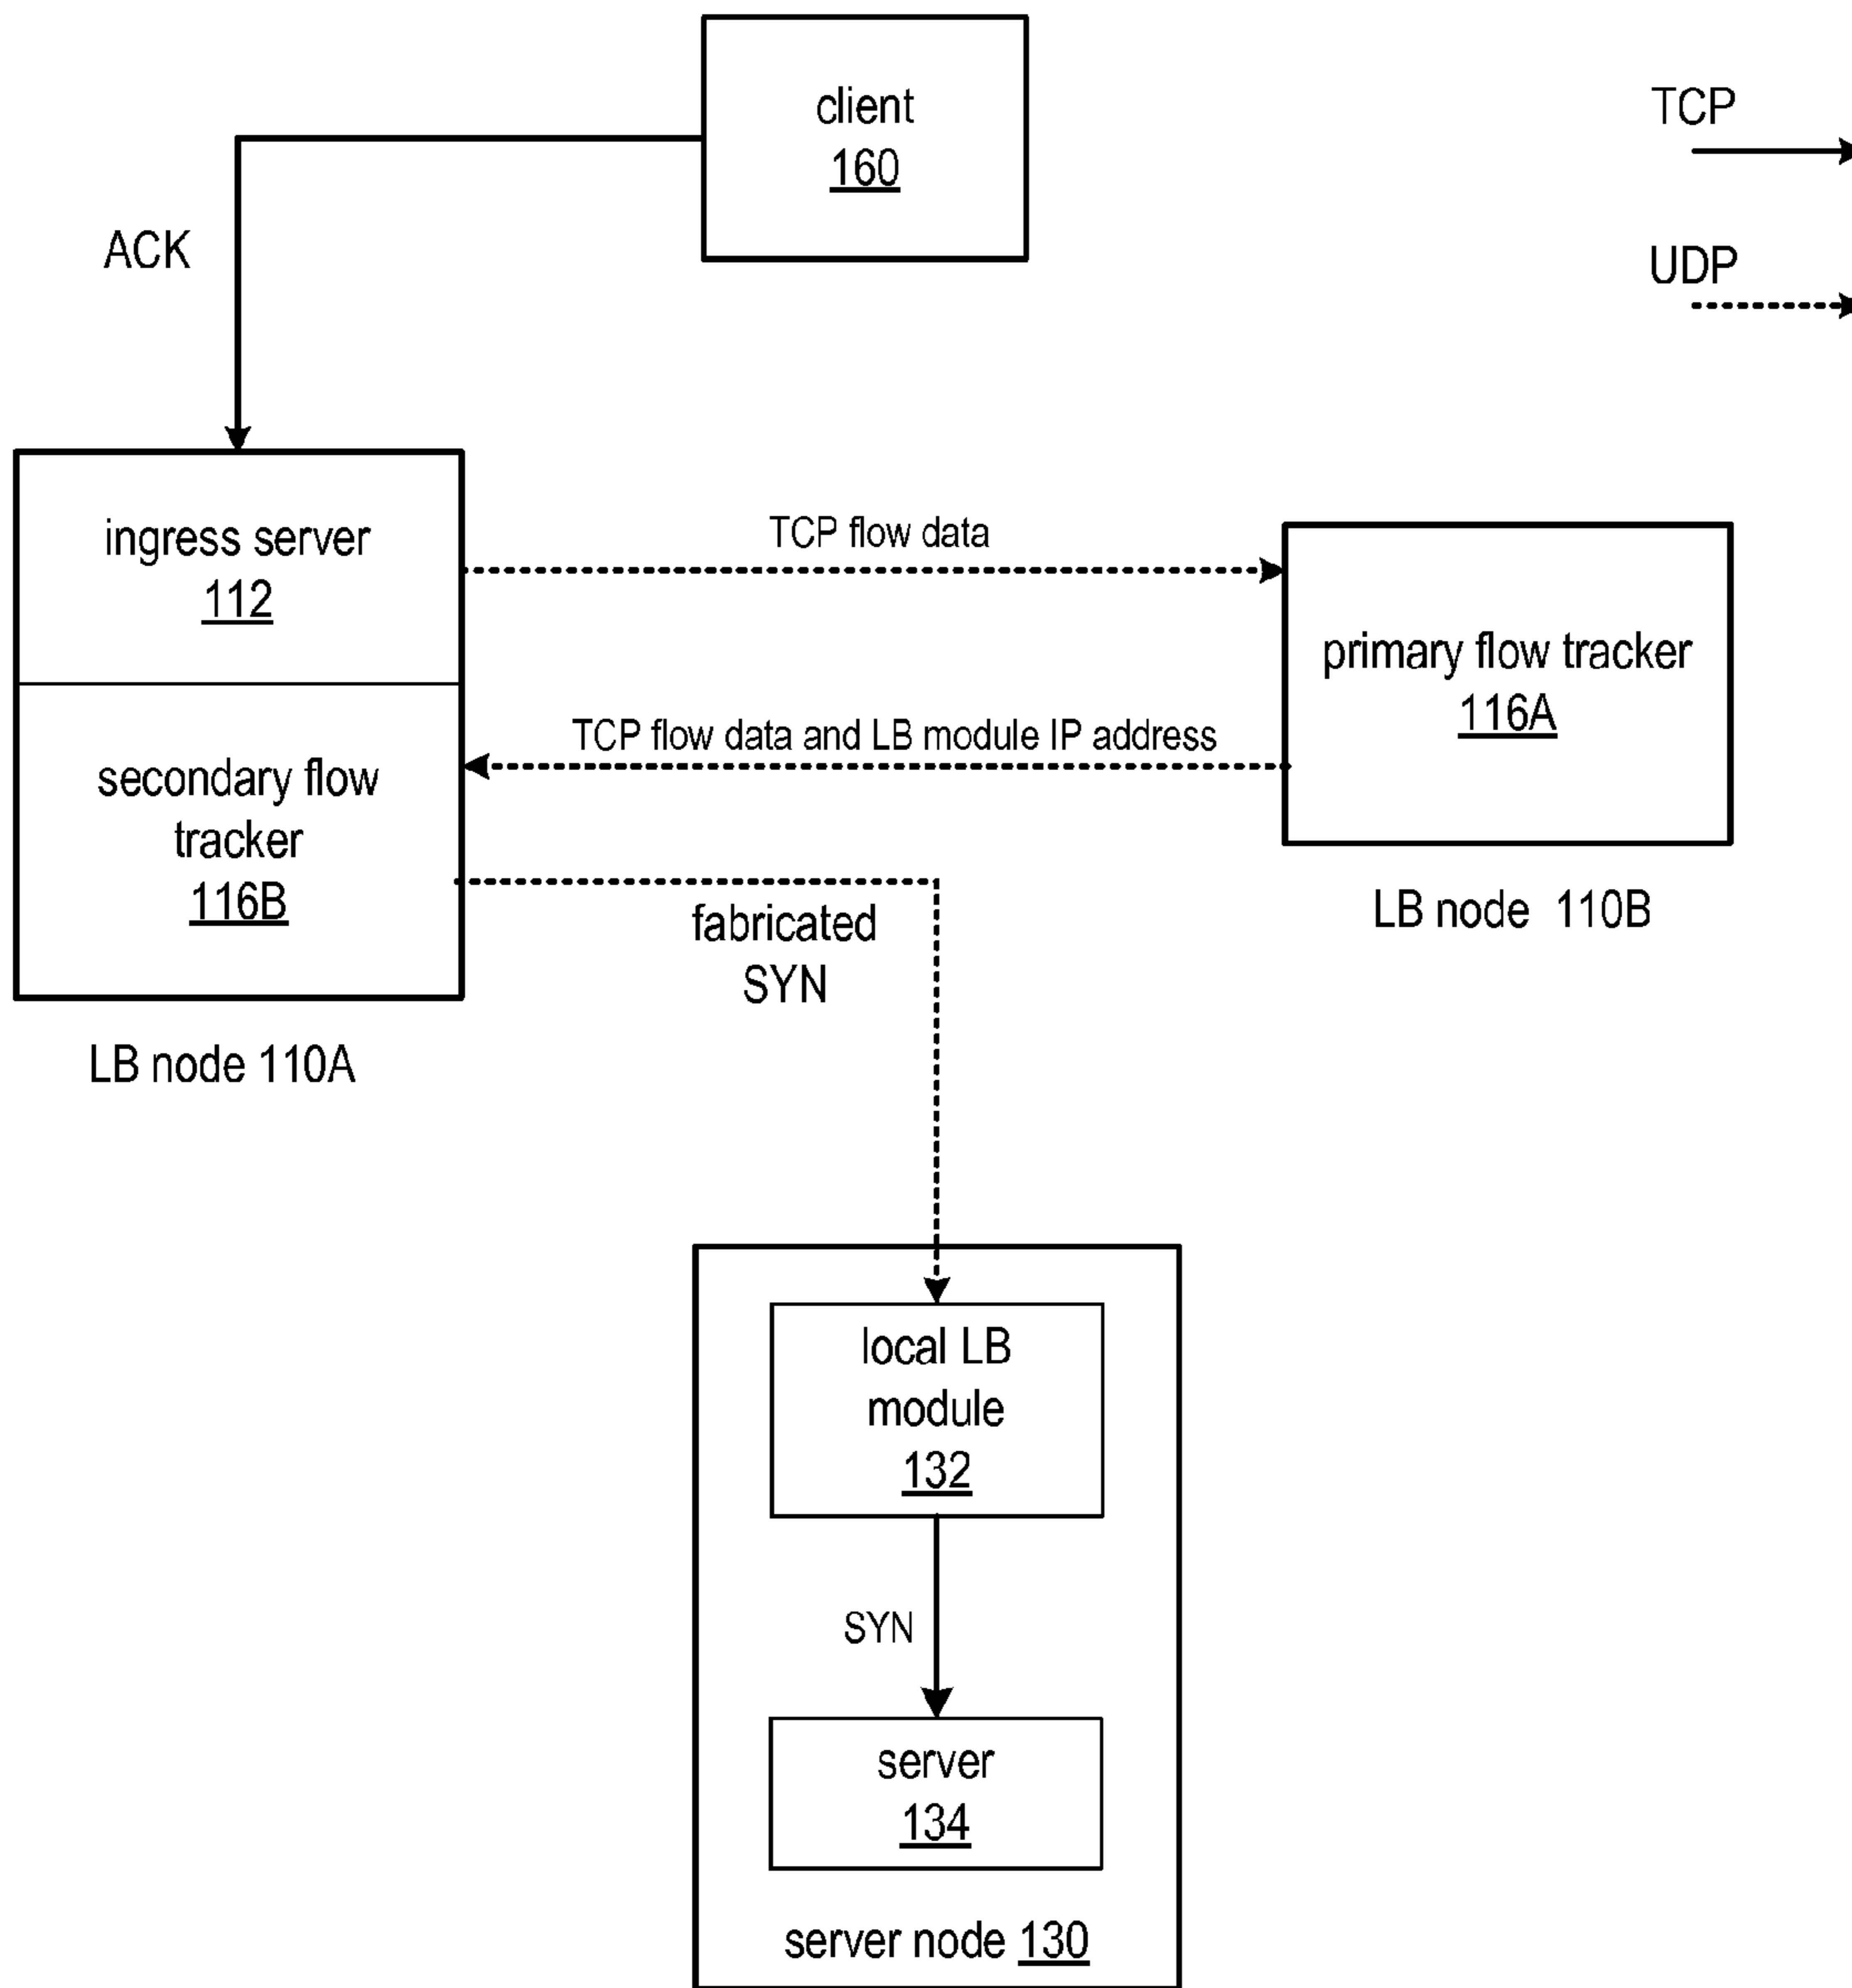 client
160
TCP
UDP
ACK
ingress server
112
TCP flow data
primary flow tracker
116A
TCP flow data and LB module IP address
secondary flow
tracker
116B
fabricated
SYN
LB node 110B
LB node 110A
local LB
module
132
SYN
server
134
server node 130